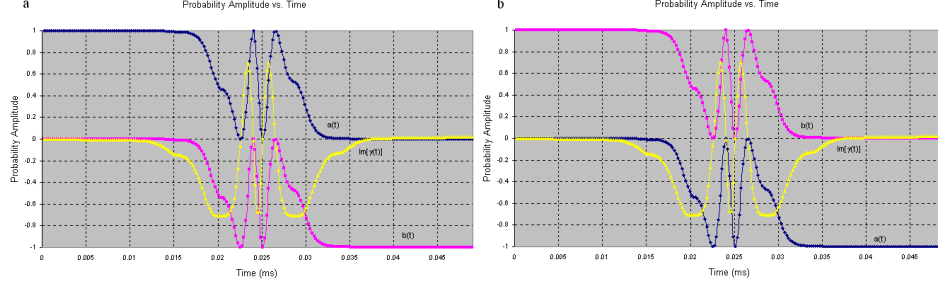 a
Probability Amplitude vs. Time
1
0.8
0.6
0.4
0.2
0
-0.2
-0.4
-0.6
-0.8
-1
Probability Amplitude
a(t)
Im[γ(t)]
b(t)
0 0.005 0.01 0.015 0.02 0.025 0.03 0.035 0.04 0.045
Time (ms)
b
Probability Amplitude vs. Time
1
0.8
0.6
0.4
0.2
0
-0.2
-0.4
-0.6
-0.8
-1
Probability Amplitude
b(t)
Im[γ(t)]
a(t)
0 0.005 0.01 0.015 0.02 0.025 0.03 0.035 0.04 0.045
Time (ms)